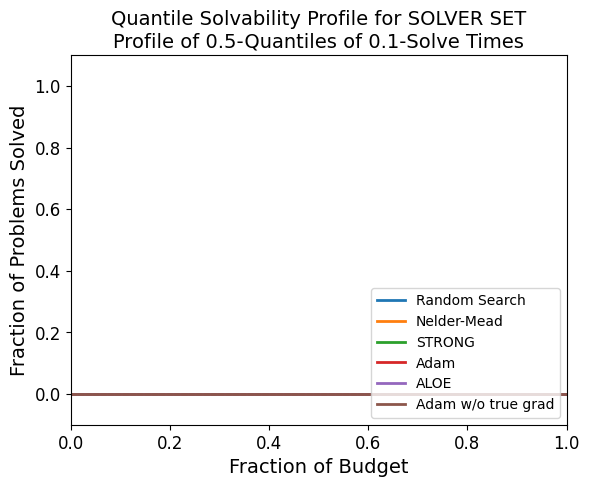 Quantile Solvability Profile for SOLVER SET
Profile of 0.5-Quantiles of 0.1-Solve Times
Fraction of Problems Solved
1.0
0.8
0.6
0.4
0.2
0.0
Random Search
Nelder-Mead
STRONG
Adam
ALOE
Adam w/o true grad
0.0 0.2 0.4 0.6 0.8 1.0
Fraction of Budget